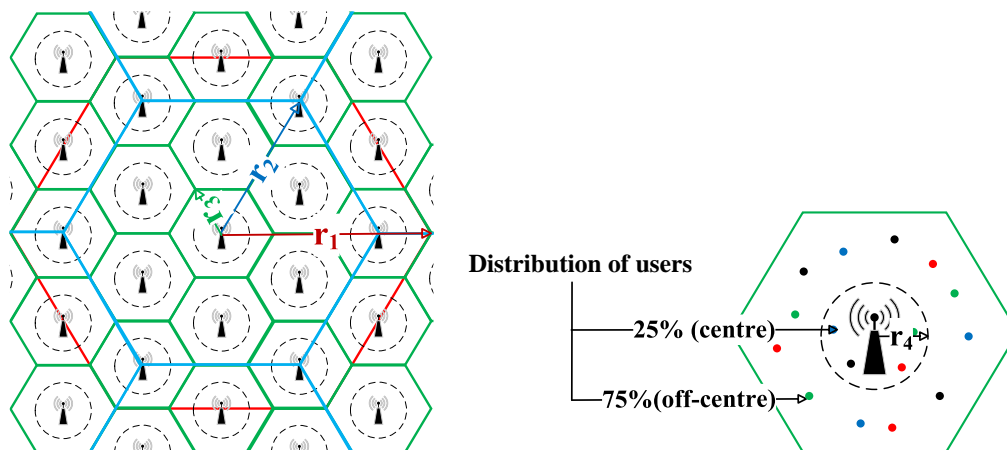 r2
r3
r1
Distribution of users
25% (centre)
r4
75%(off-centre)